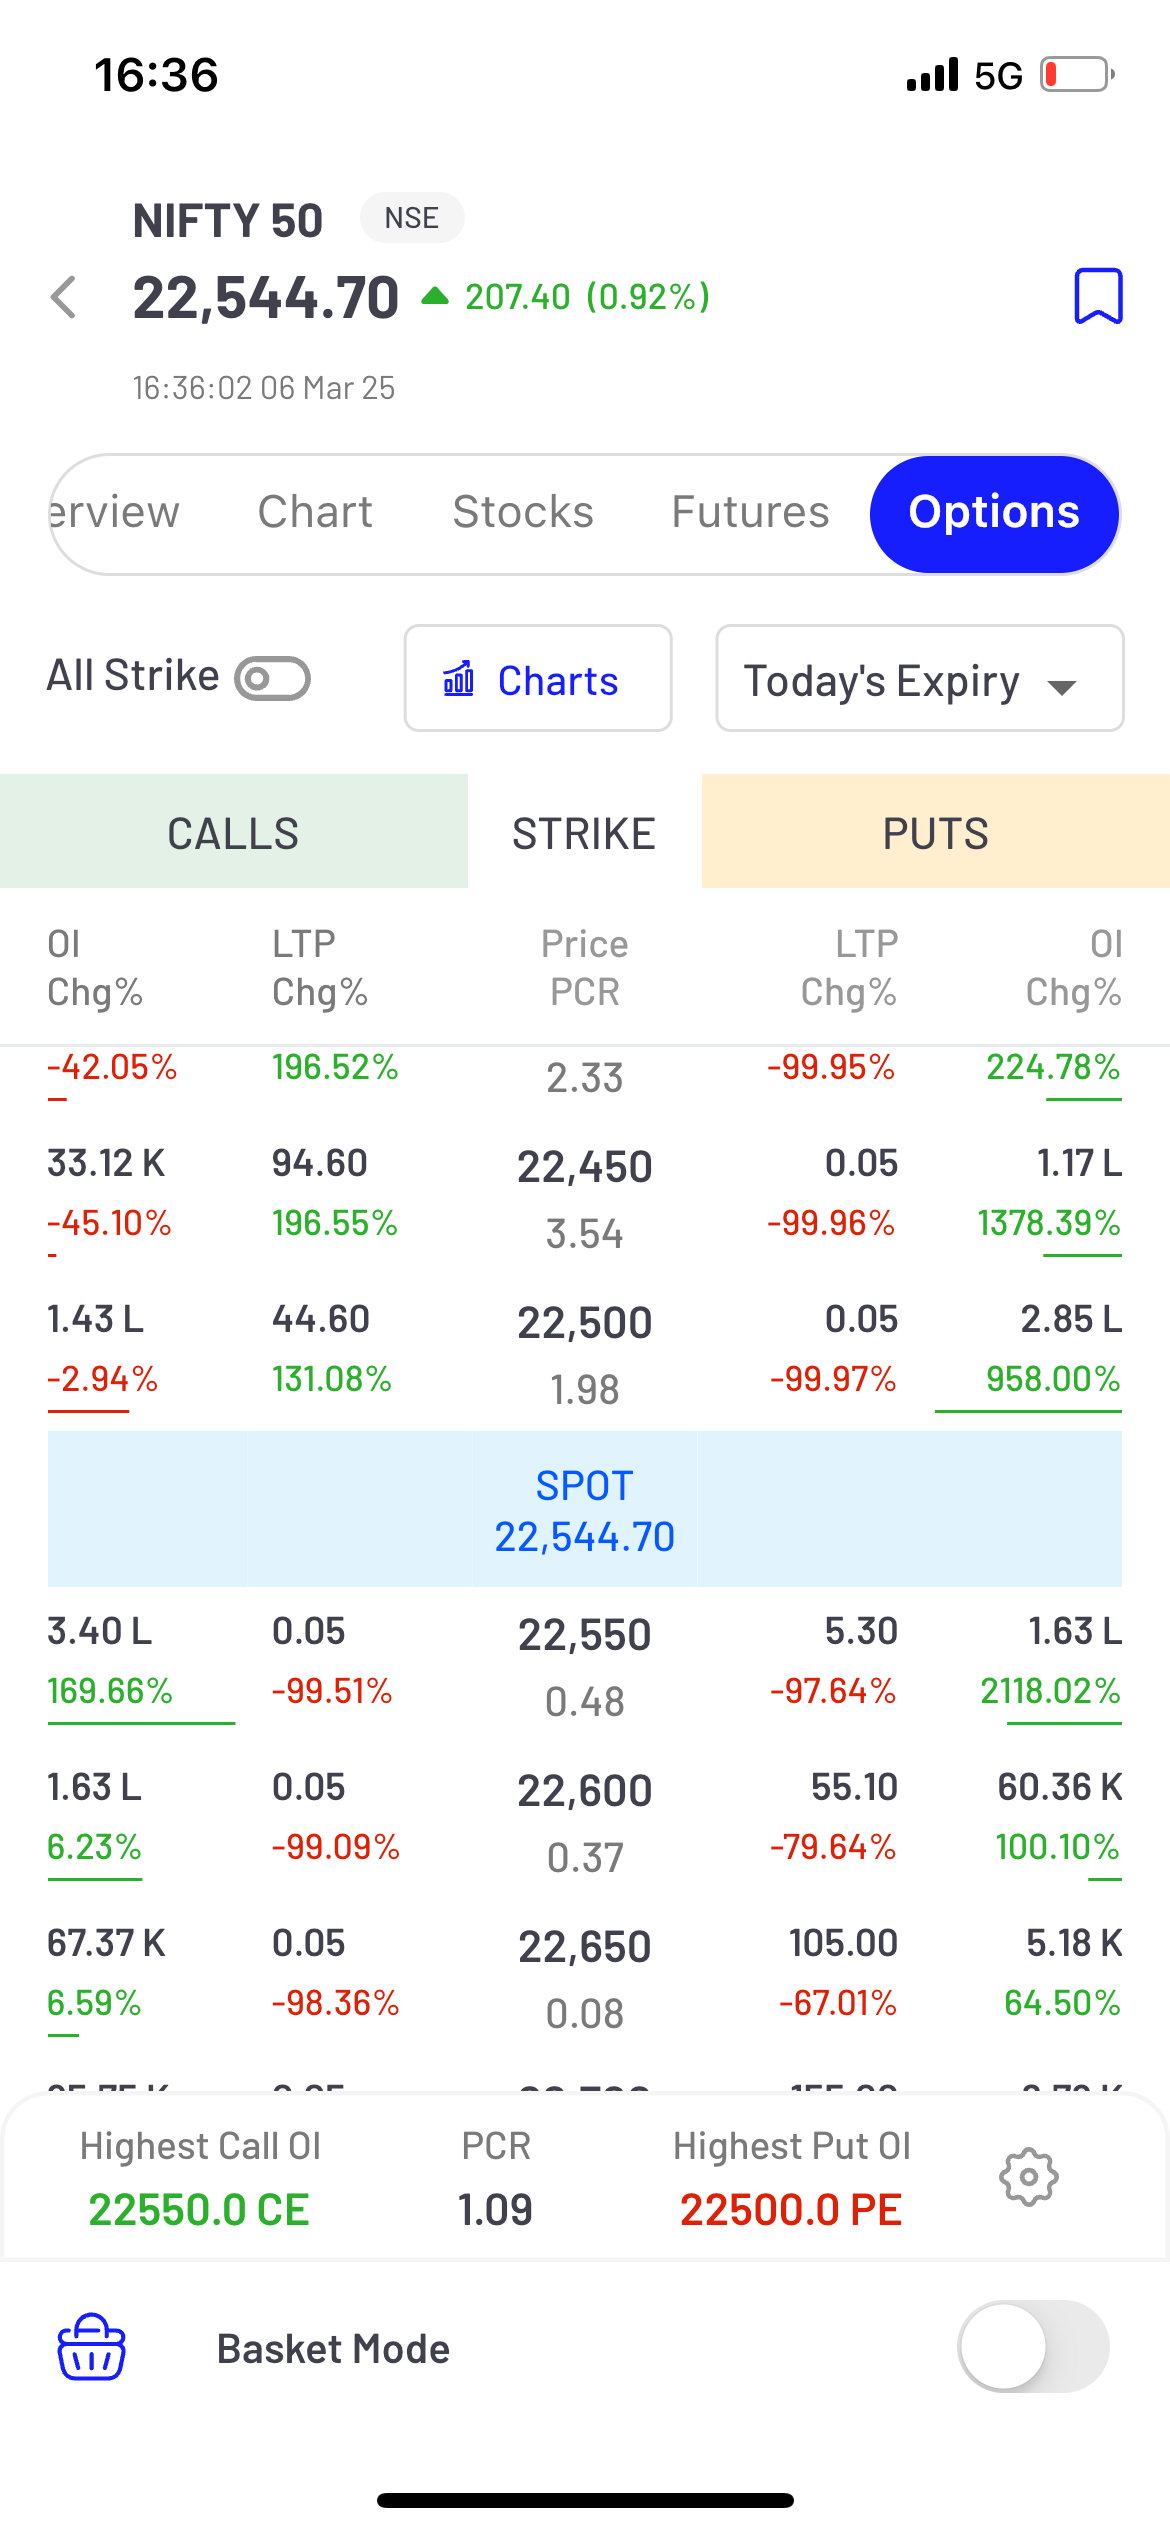 16:36
5G
NIFTY 50 NSE
22,544.70 207.40 (0.92%)
16:36:02 06 Mar 25
erview Chart Stocks Futures Options
All Strike Charts Today's Expiry
CALLS STRIKE PUTS
OI LTP Price LTP OI
Chg% Chg% PCR Chg% Chg%
-42.05% 196.52% 2.33 -99.95% 224.78%
33.12 K 94.60 22,450 0.05 1.17 L
-45.10% 196.55% 3.54 -99.96% 1378.39%
1.43 L 44.60 22,500 0.05 2.85 L
-2.94% 131.08% 1.98 -99.97% 958.00%
SPOT
22,544.70
3.40 L 0.05 22,550 5.30 1.63 L
169.66% -99.51% 0.48 -97.64% 2118.02%
1.63 L 0.05 22,600 55.10 60.36 K
6.23% -99.09% 0.37 -79.64% 100.10%
67.37 K 0.05 22,650 105.00 5.18 K
6.59% -98.36% 0.08 -67.01% 64.50%
Highest Call OI PCR Highest Put OI
22550.0 CE 1.09 22500.0 PE
Basket Mode